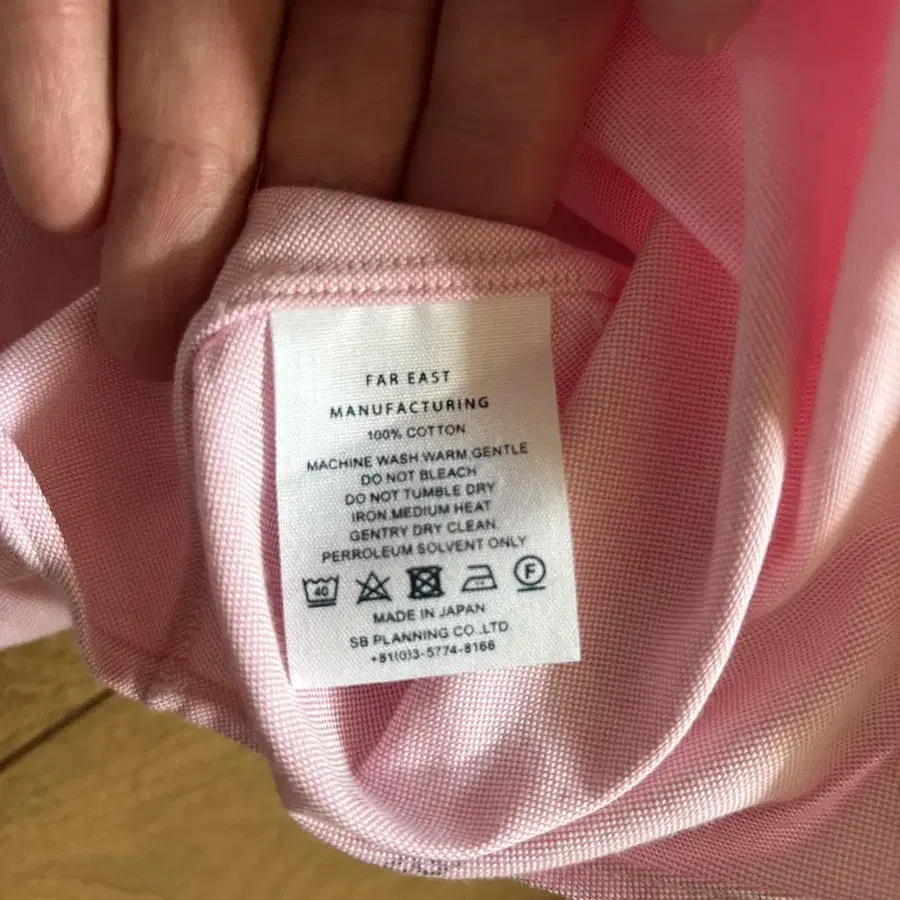 FAR EAST
MANUFACTURING
100% COTTON
MACHINE WASH WARM GENTLE
DO NOT BLEACH
DO NOT TUMBLE DRY
IRON MEDIUM HEAT
GENTRY DRY CLEAN
PERROLEUM SOLVENT ONLY
40 F
MADE IN JAPAN
SB PLANNING CO.,LTD
+81(0)3-5774-8166